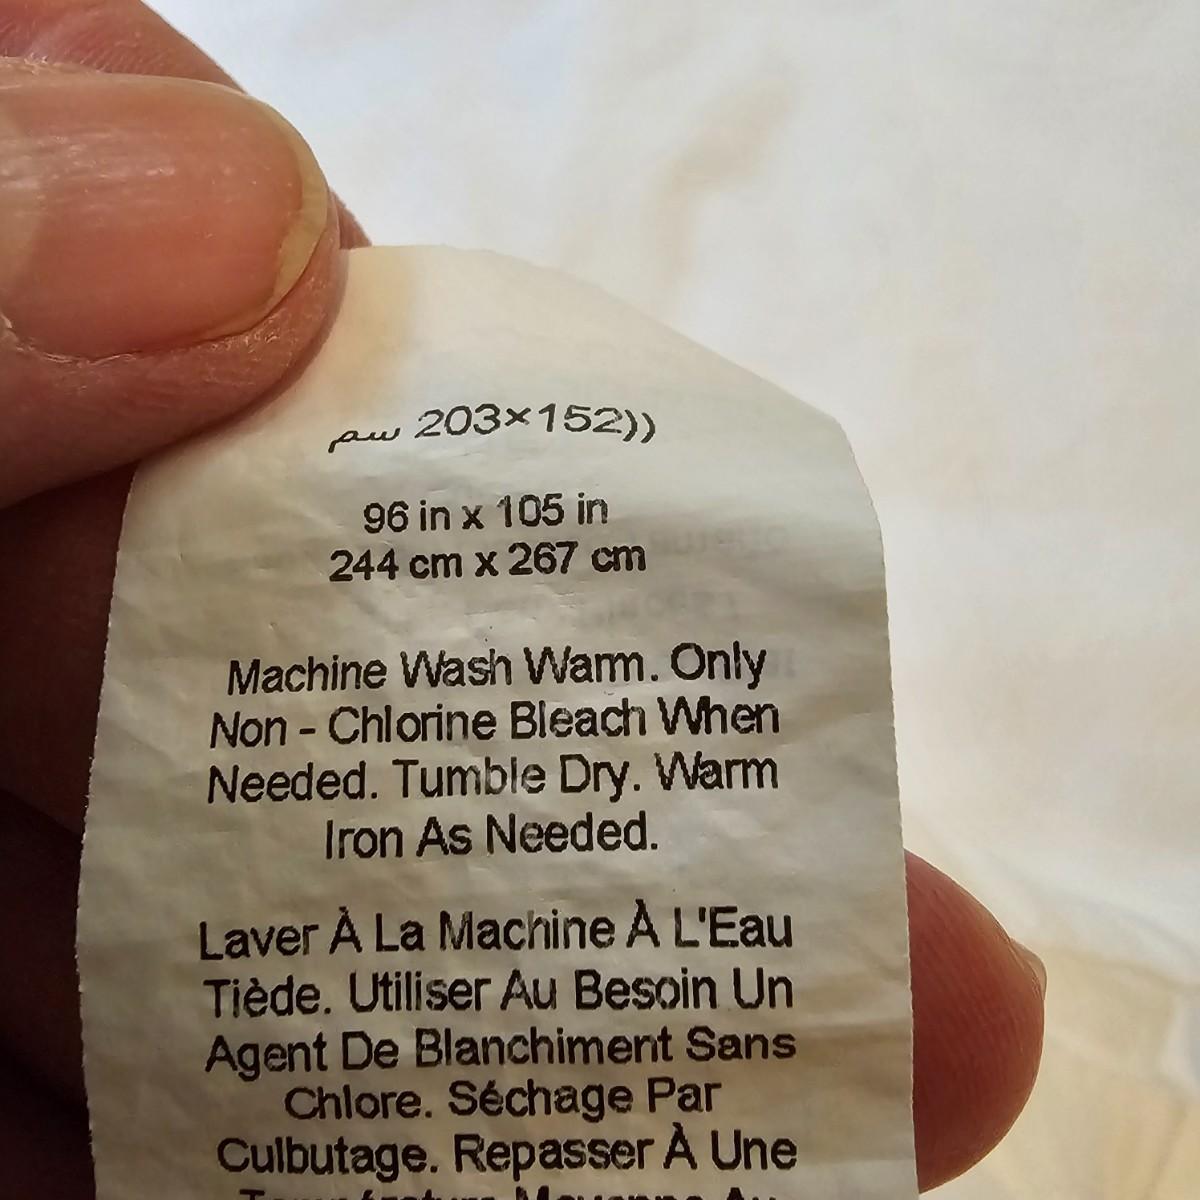 ((152×203 سم
96 in x 105 in
244 cm x 267 cm
Machine Wash Warm. Only
Non - Chlorine Bleach When
Needed. Tumble Dry. Warm
Iron As Needed.
Laver À La Machine À L'Eau
Tiède. Utiliser Au Besoin Un
Agent De Blanchiment Sans
Chlore. Séchage Par
Culbutage. Repasser À Une